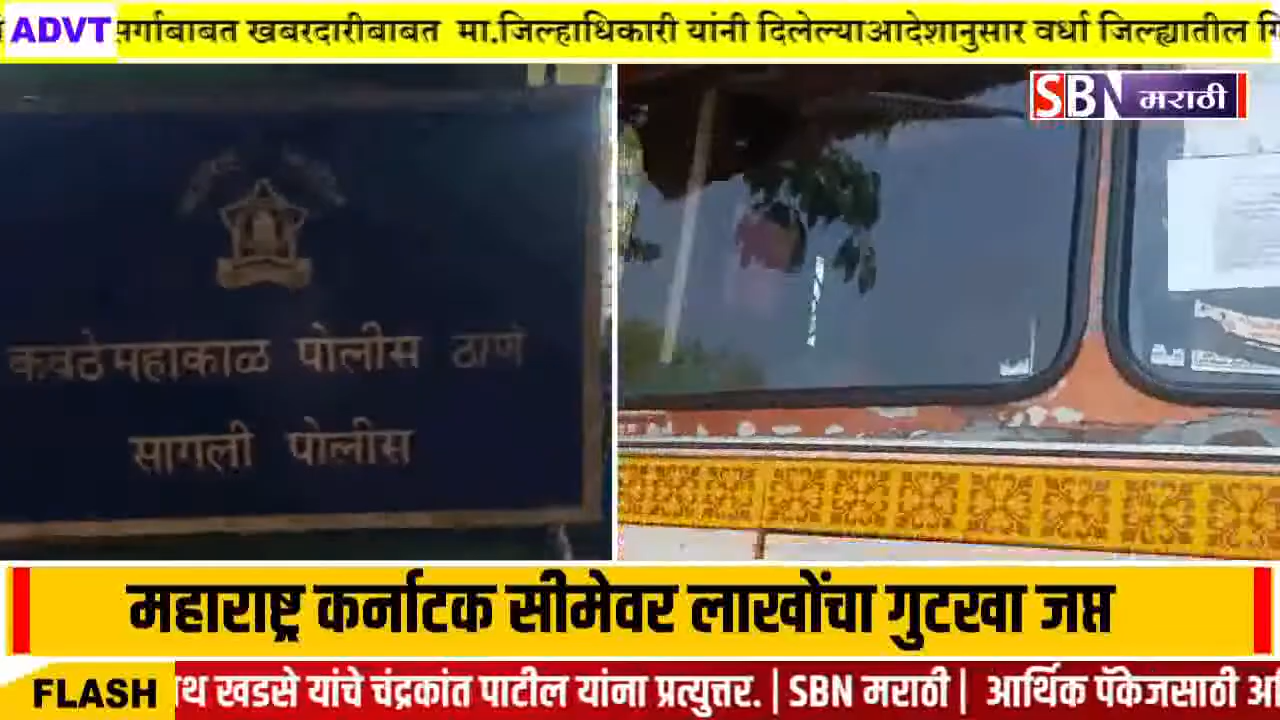 ADVT र्गाबाबत खबरदारीबाबत मा.जिल्हाधिकारी यांनी दिलेल्याआदेशानुसार वर्धा जिल्ह्यातील
SBN मराठी
कवठेमहांकाळ पोलीस ठाणे
सांगली पोलीस
महाराष्ट्र कर्नाटक सीमेवर लाखोंचा गुटखा जप्त
FLASH खडसे यांचे चंद्रकांत पाटील यांना प्रत्युत्तर. | SBN मराठी | आर्थिक पॅकेजसाठी